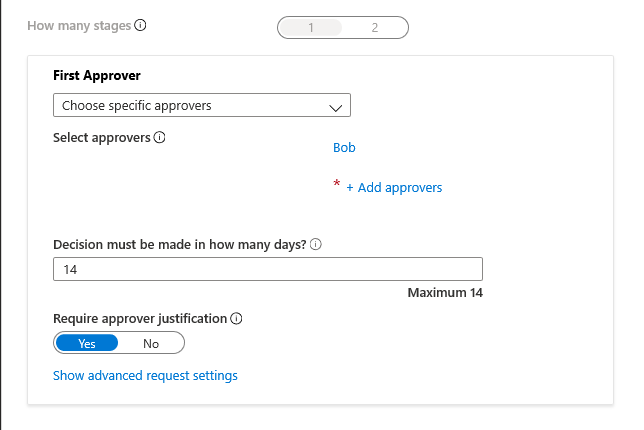 How many stages
1 2
First Approver
Choose specific approvers
Select approvers
Bob
* + Add approvers
Decision must be made in how many days?
14
Maximum 14
Require approver justification
Yes No
Show advanced request settings